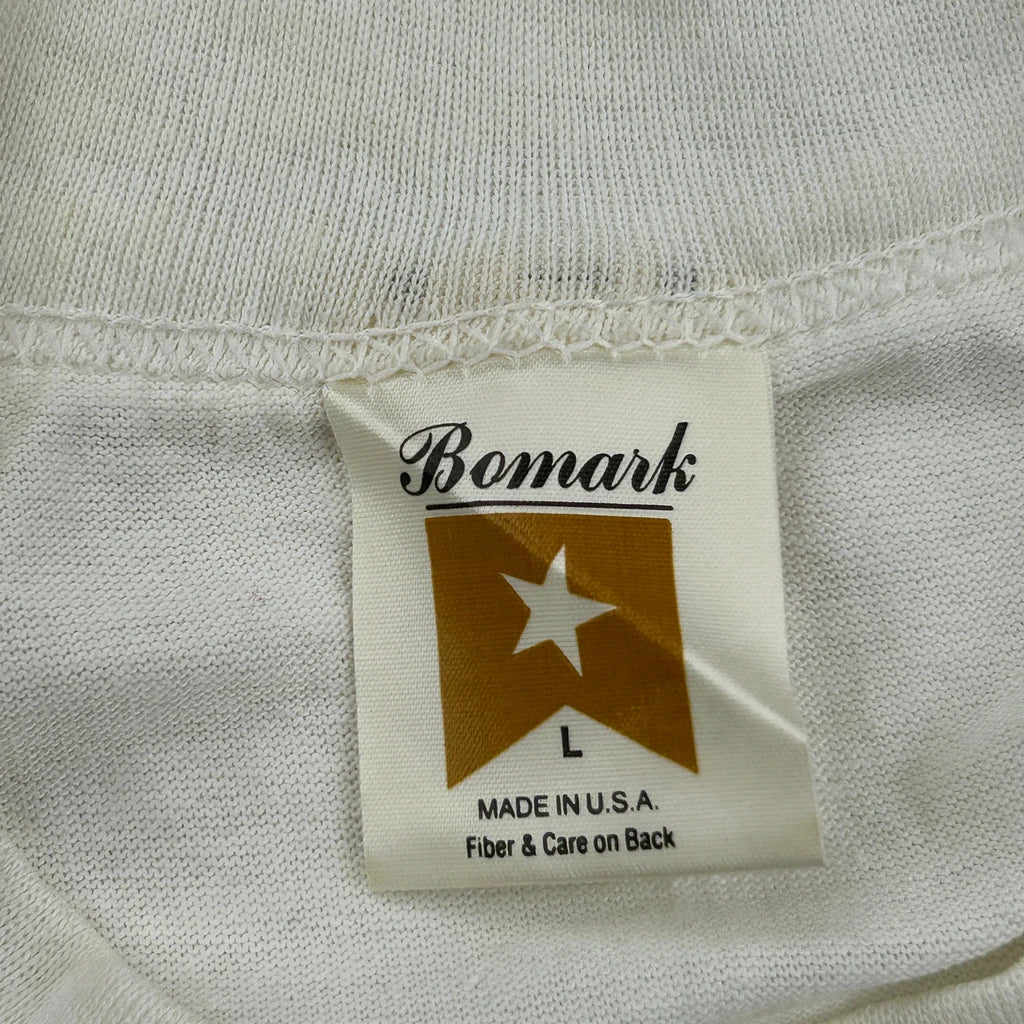 Bomark
L
MADE IN U.S.A.
Fiber & Care on Back